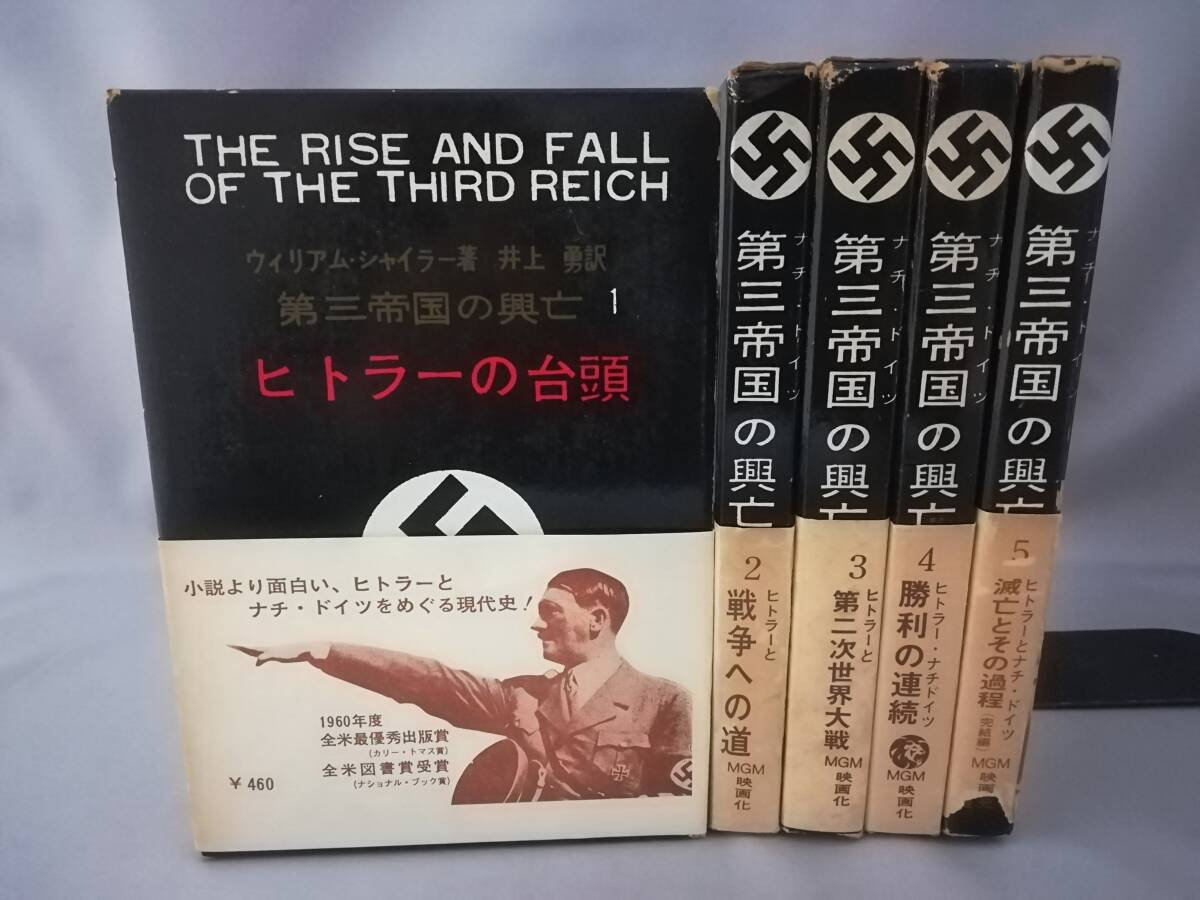 THE RISE AND FALL
OF THE THIRD REICH
ウィリアム・シャイラー著 井上 勇訳
第三帝国の興亡 1
ヒトラーの台頭
小説より面白い、ヒトラーと
ナチ・ドイツをめぐる現代史!
1960年度
全米最優秀出版賞
(カリー・トマス賞)
全米図書賞受賞
(ナショナル・ブック賞)
¥460
第三帝国の興亡
ナチ・ドイツ
2
ヒトラーと
戦争への道
MGM
映画化
第三帝国の興亡
ナチ・ドイツ
3
ヒトラーと
第二次世界大戦
MGM
映画化
第三帝国の興亡
ナチ・ドイツ
4
ヒトラー・ナチドイツ
勝利の連続
MGM
映画化
第三帝国の興亡
ナチ・ドイツ
5
ヒトラーとナチ・ドイツ
滅亡とその過程(完結編)
MGM
映画